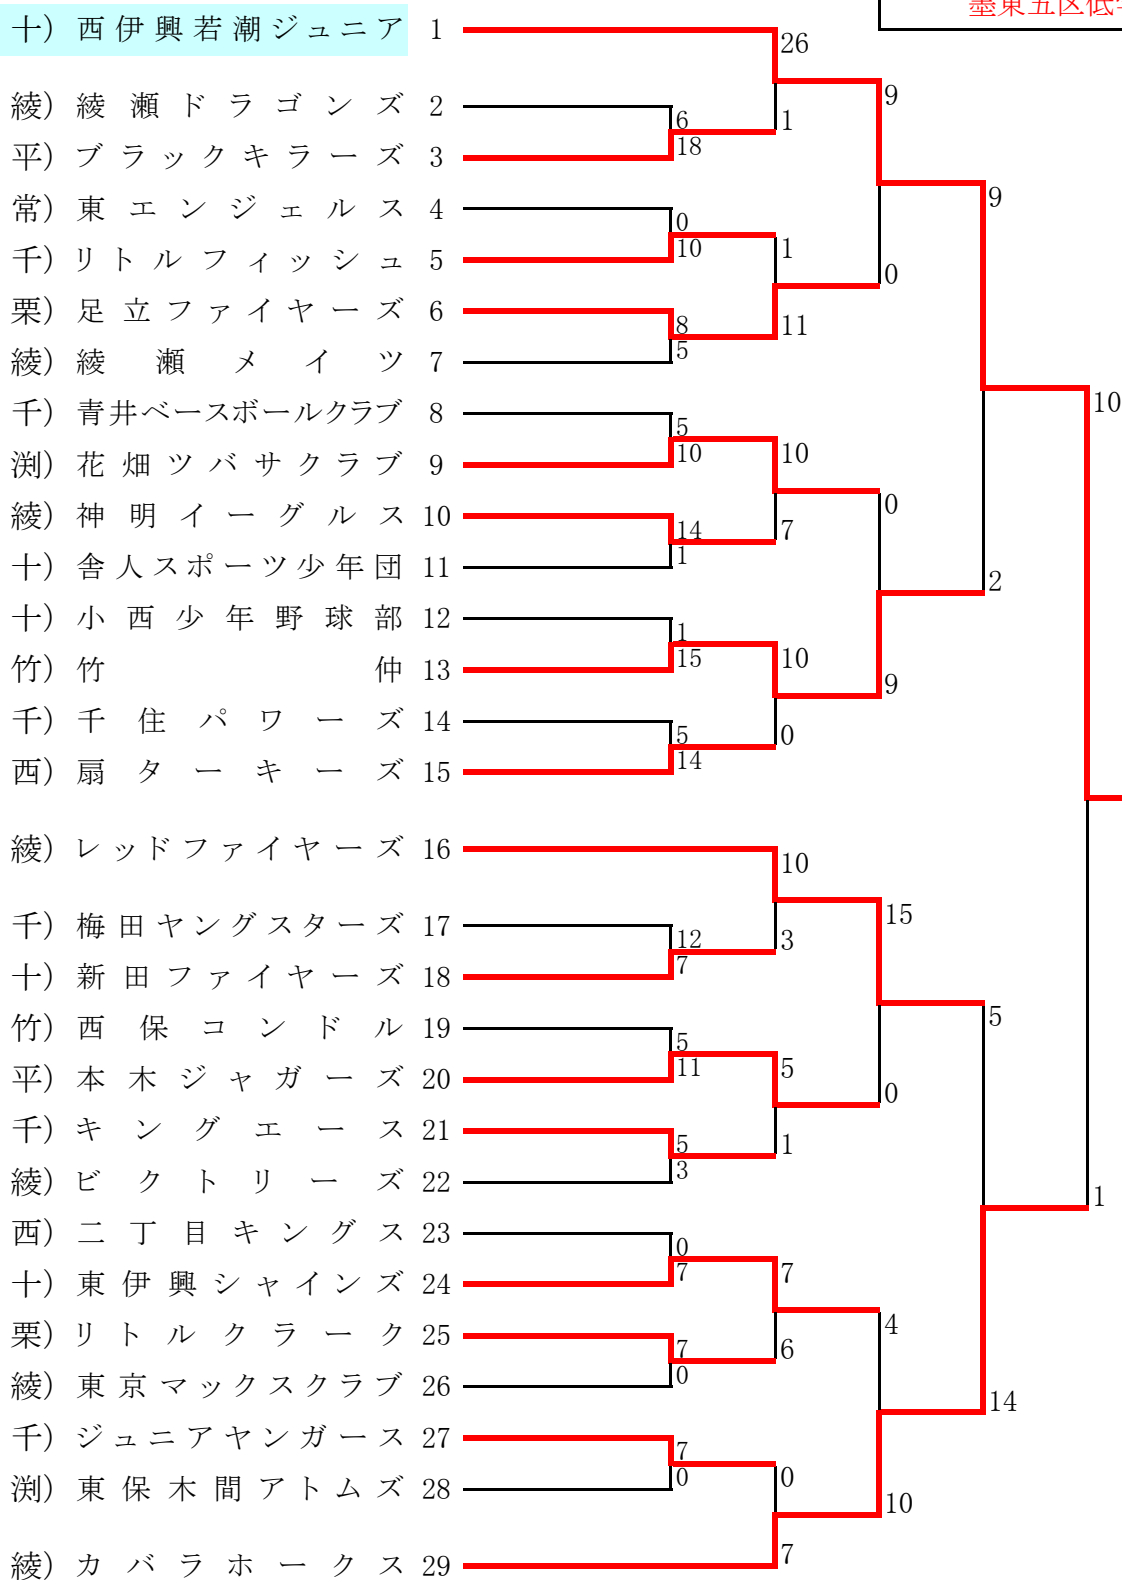 墨東五区低
十）西伊興若潮ジュニア 1
26
9
綾）綾瀬ドラゴンズ 2
6
1
平）ブラックキラーズ 3
18
常）東エンジェルス 4
0
9
千）リトルフィッシュ 5
10
1
0
栗）足立ファイヤーズ 6
8
11
綾）綾瀬メイツ 7
5
千）青井ベースボールクラブ 8
5
10
渕）花畑ツバサクラブ 9
10
10
綾）神明イーグルス 10
14
7
0
十）舎人スポーツ少年団 11
1
2
十）小西少年野球部 12
1
竹）竹仲 13
15
10
9
千）千住パワーズ 14
5
0
西）扇ターキーズ 15
14
綾）レッドファイヤーズ 16
10
15
千）梅田ヤングスターズ 17
12
3
十）新田ファイヤーズ 18
7
竹）西保コンドル 19
5
5
平）本木ジャガーズ 20
11
5
0
千）キングエース 21
5
1
綾）ビクトリーズ 22
3
1
西）二丁目キングス 23
0
十）東伊興シャインズ 24
7
7
4
栗）リトルクラーク 25
7
6
綾）東京マックスクラブ 26
0
14
千）ジュニアヤンガース 27
7
渕）東保木間アトムズ 28
0
0
10
綾）カバラホークス 29
7